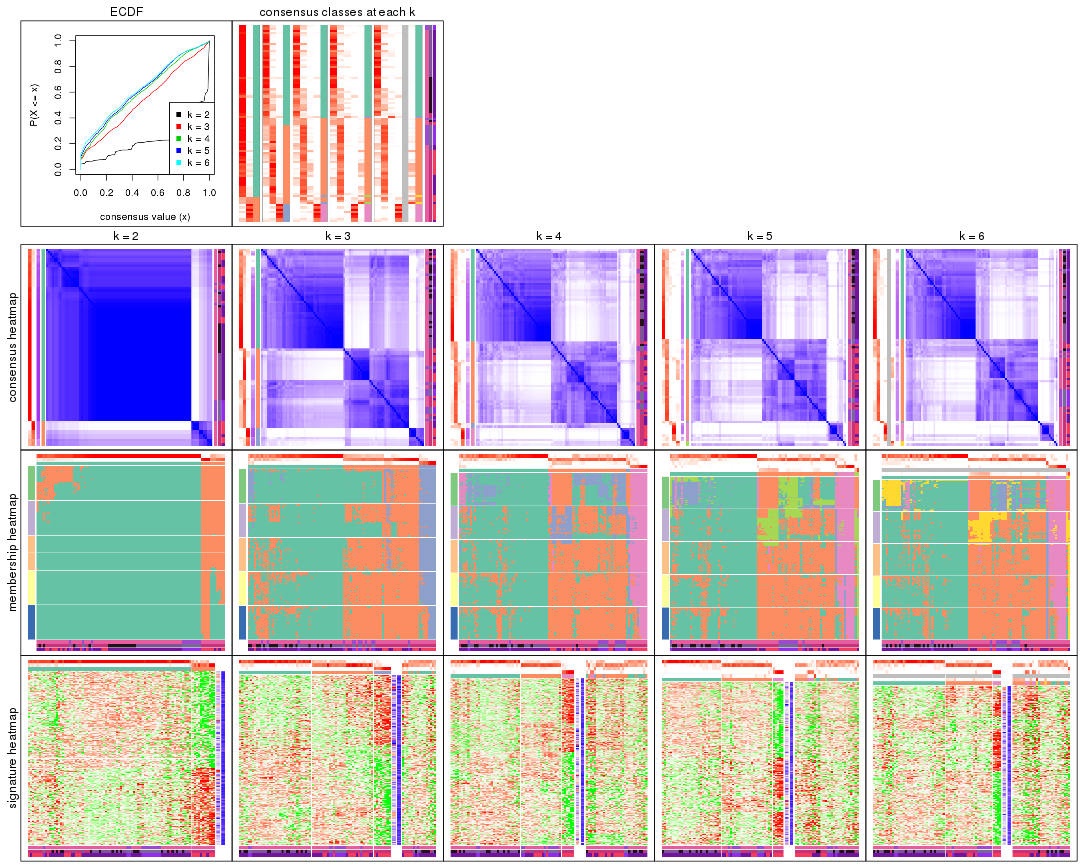 ECDF
consensus classes at each k
P(X <= x)
0.0 0.2 0.4 0.6 0.8 1.0
k = 2
k = 3
k = 4
k = 5
k = 6
0.0 0.2 0.4 0.6 0.8 1.0
consensus value (x)
k = 2 k = 3 k = 4 k = 5 k = 6
consensus heatmap
membership heatmap
signature heatmap